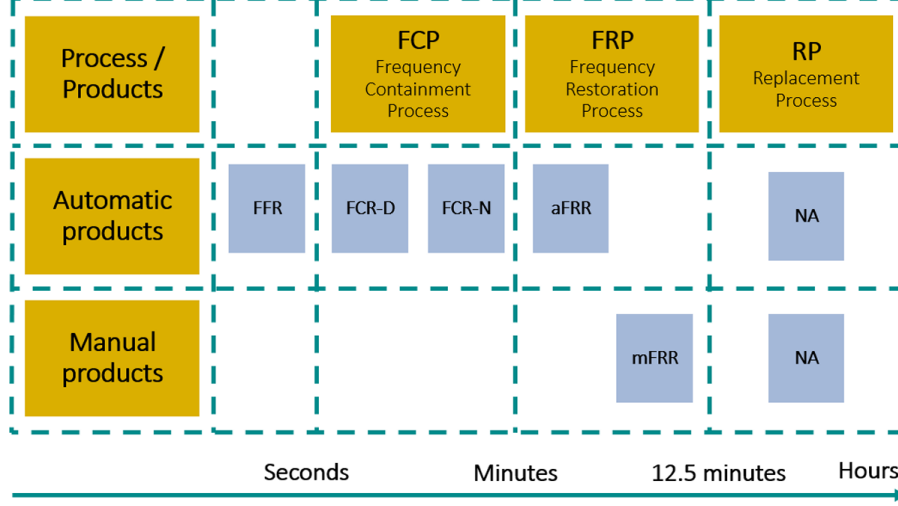 Process /
Products
FCP
Frequency
Containment
Process
FRP
Frequency
Restoration
Process
RP
Replacement
Process
Automatic
products
FFR
FCR-D
FCR-N
aFRR
NA
Manual
products
mFRR
NA
Seconds
Minutes
12.5 minutes
Hours